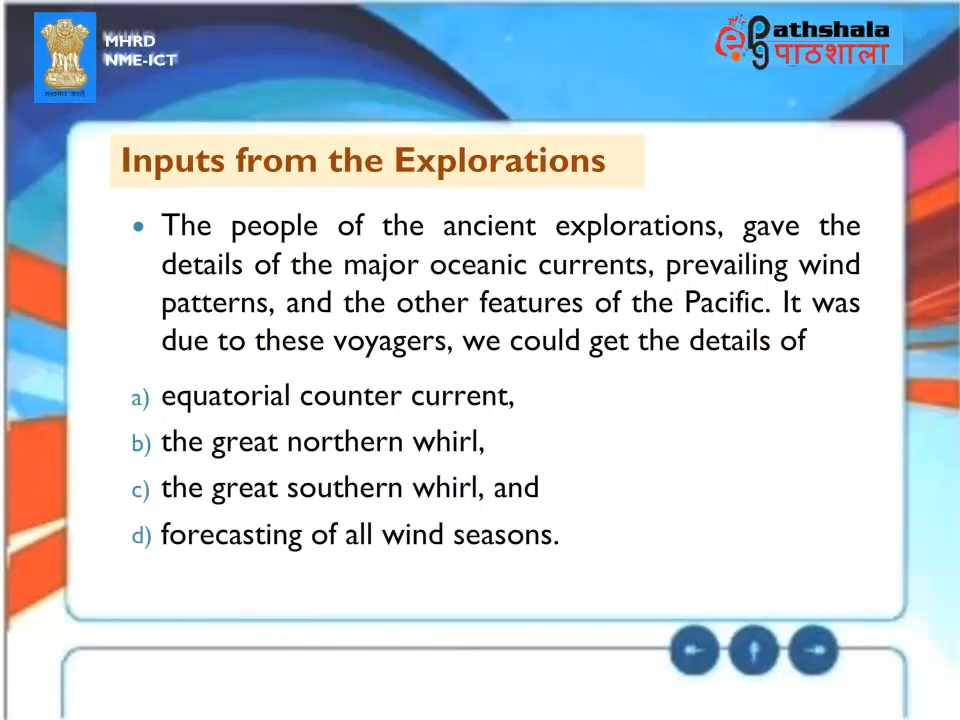 MHRD
NME-ICT
ePG Pathshala
पाठशाला
Inputs from the Explorations
• The people of the ancient explorations, gave the
details of the major oceanic currents, prevailing wind
patterns, and the other features of the Pacific. It was
due to these voyagers, we could get the details of
a) equatorial counter current,
b) the great northern whirl,
c) the great southern whirl, and
d) forecasting of all wind seasons.